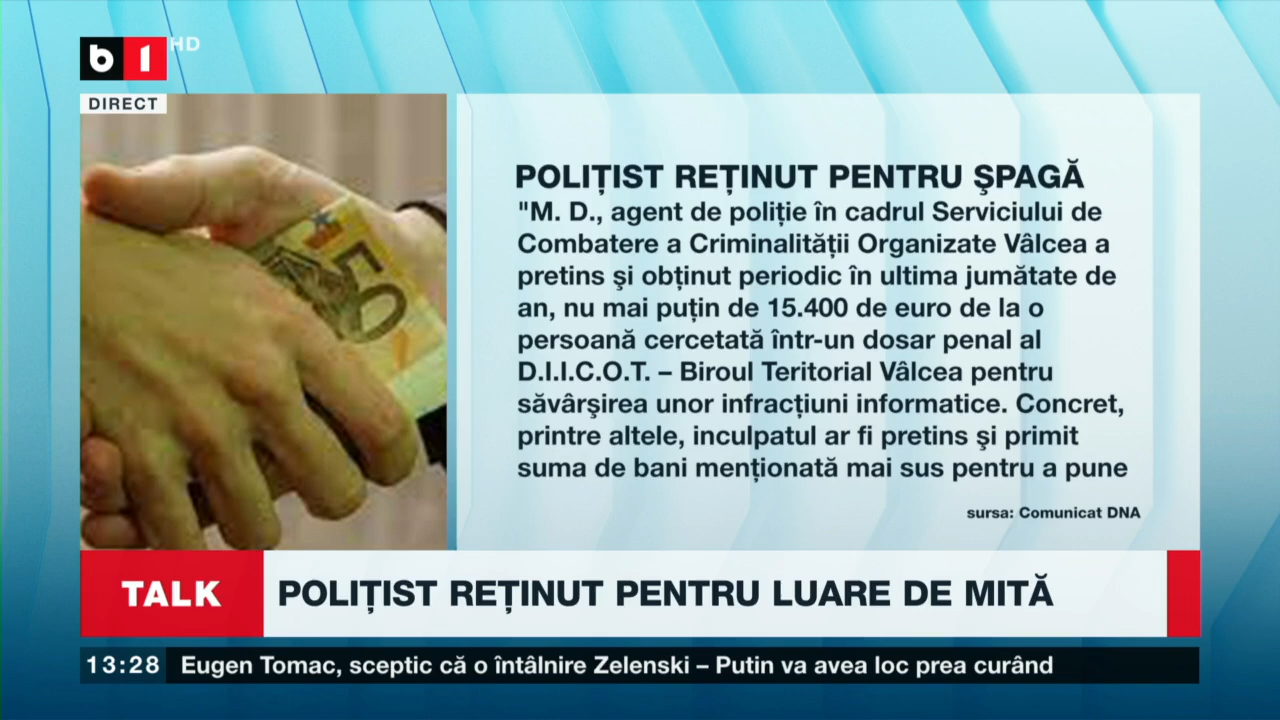 b1 HD
DIRECT
POLIȚIST REȚINUT PENTRU ŞPAGĂ
"M. D., agent de poliție în cadrul Serviciului de
Combatere a Criminalității Organizate Vâlcea a
pretins şi obținut periodic în ultima jumătate de
an, nu mai puțin de 15.400 de euro de la o
persoană cercetată într-un dosar penal al
D.I.I.C.O.T. – Biroul Teritorial Vâlcea pentru
săvârşirea unor infracțiuni informatice. Concret,
printre altele, inculpatul ar fi pretins şi primit
suma de bani menționată mai sus pentru a pune
sursa: Comunicat DNA
50
TALK POLIȚIST REȚINUT PENTRU LUARE DE MITĂ
13:28 Eugen Tomac, sceptic că o întâlnire Zelenski – Putin va avea loc prea curând